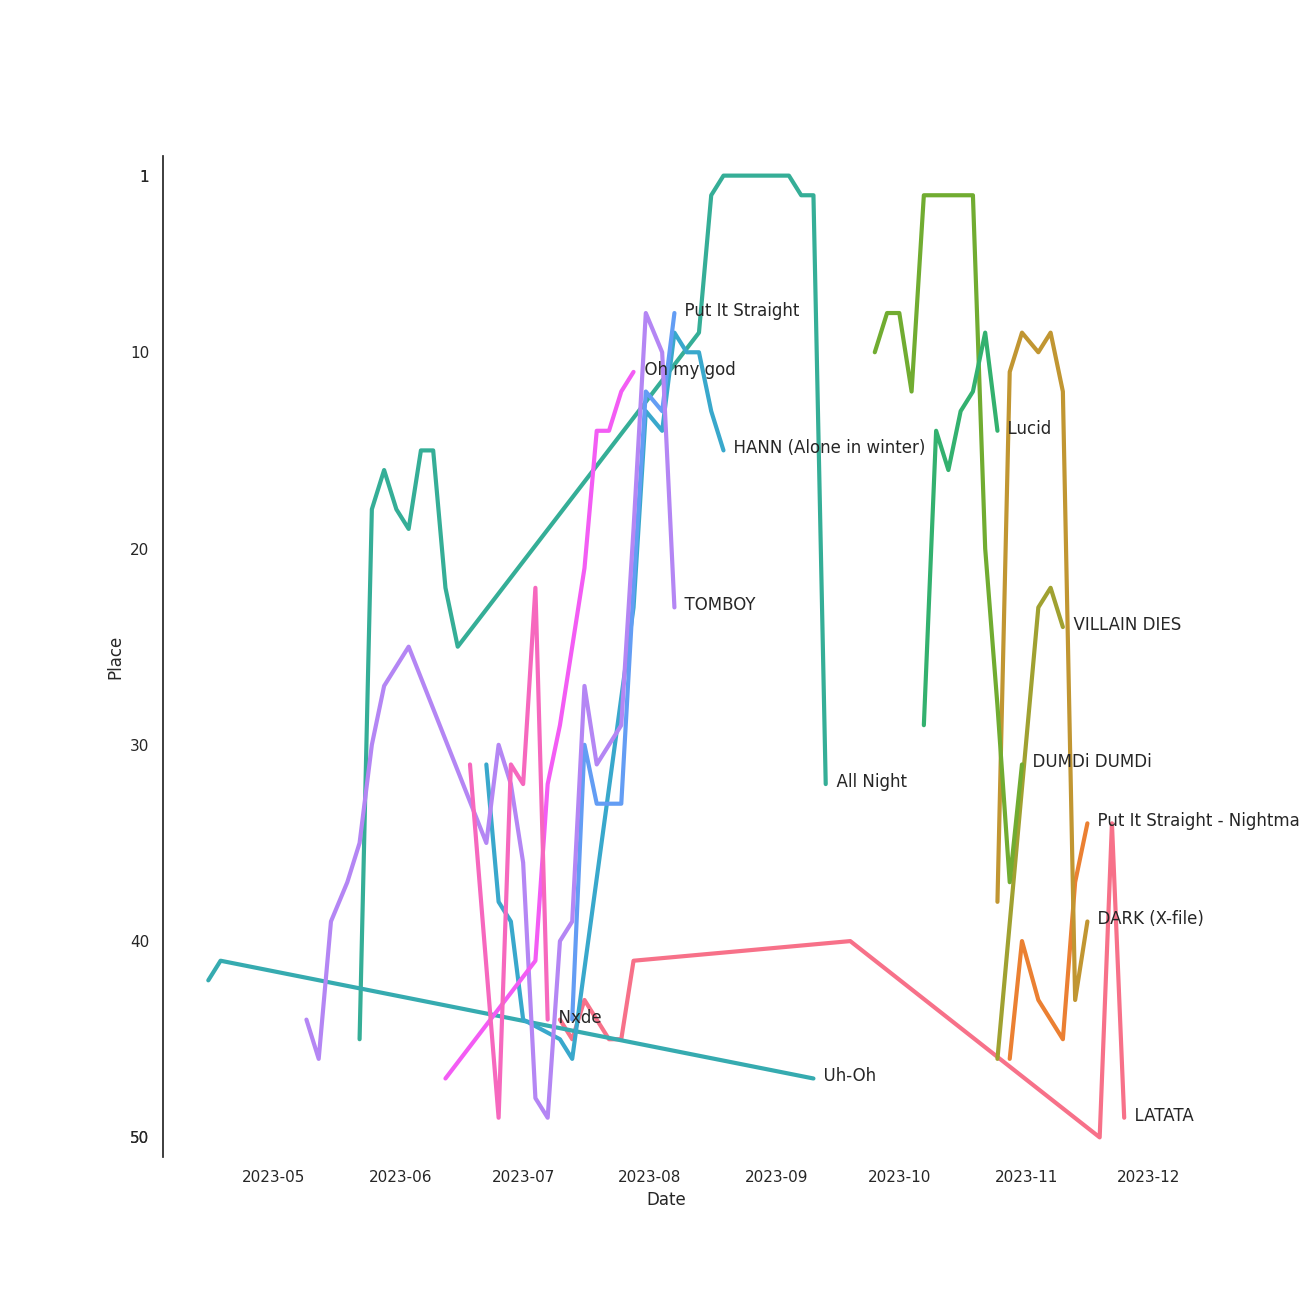 1
Put It Straight
10
Oh my god
Lucid
HANN (Alone in winter)
20
TOMBOY
VILLAIN DIES
Place
30
DUMDi DUMDi
All Night
Put It Straight - Nightma
40
DARK (X-file)
Nxde
Uh-Oh
LATATA
50
2023-05 2023-06 2023-07 2023-08 2023-09 2023-10 2023-11 2023-12
Date